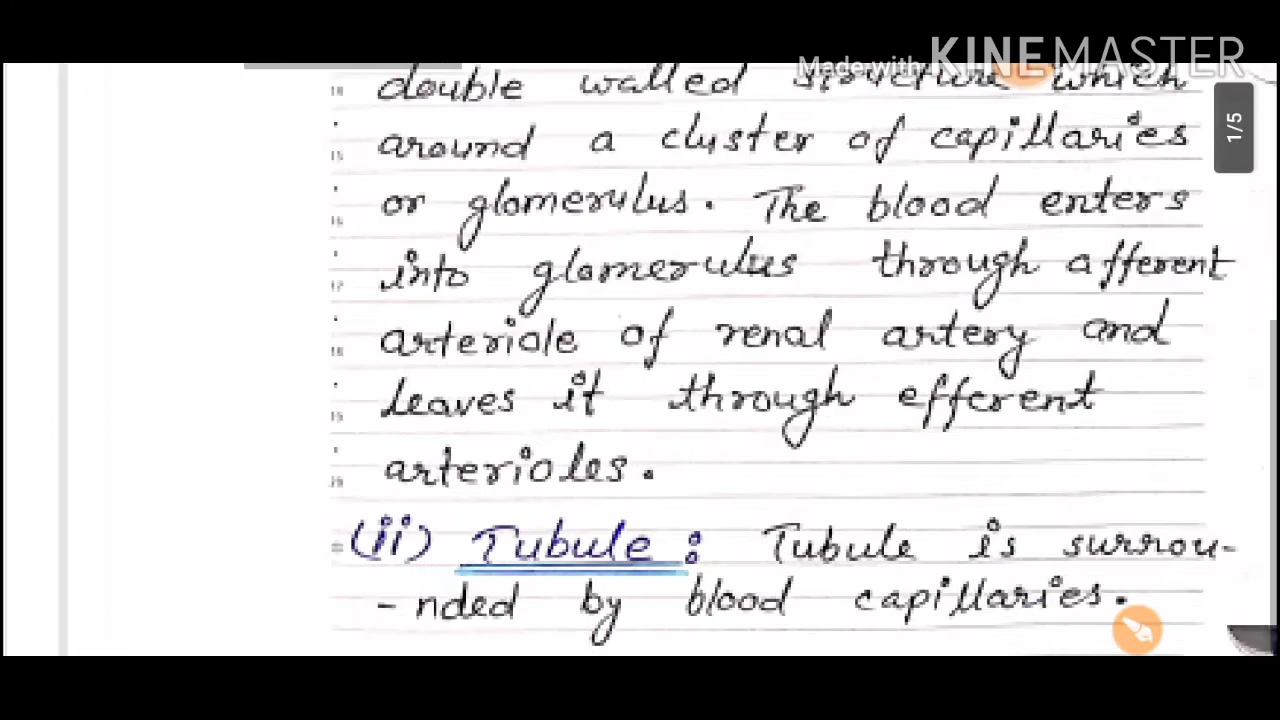 Made with KINEMASTER
double walled structure which
1/5
around a cluster of capillaries
or glomerulus. The blood enters
into glomerulus through afferent
arteriole of renal artery and
leaves it through efferent
arterioles.
(ii) Tubule : Tubule is surrou-
- nded by blood capillaries.